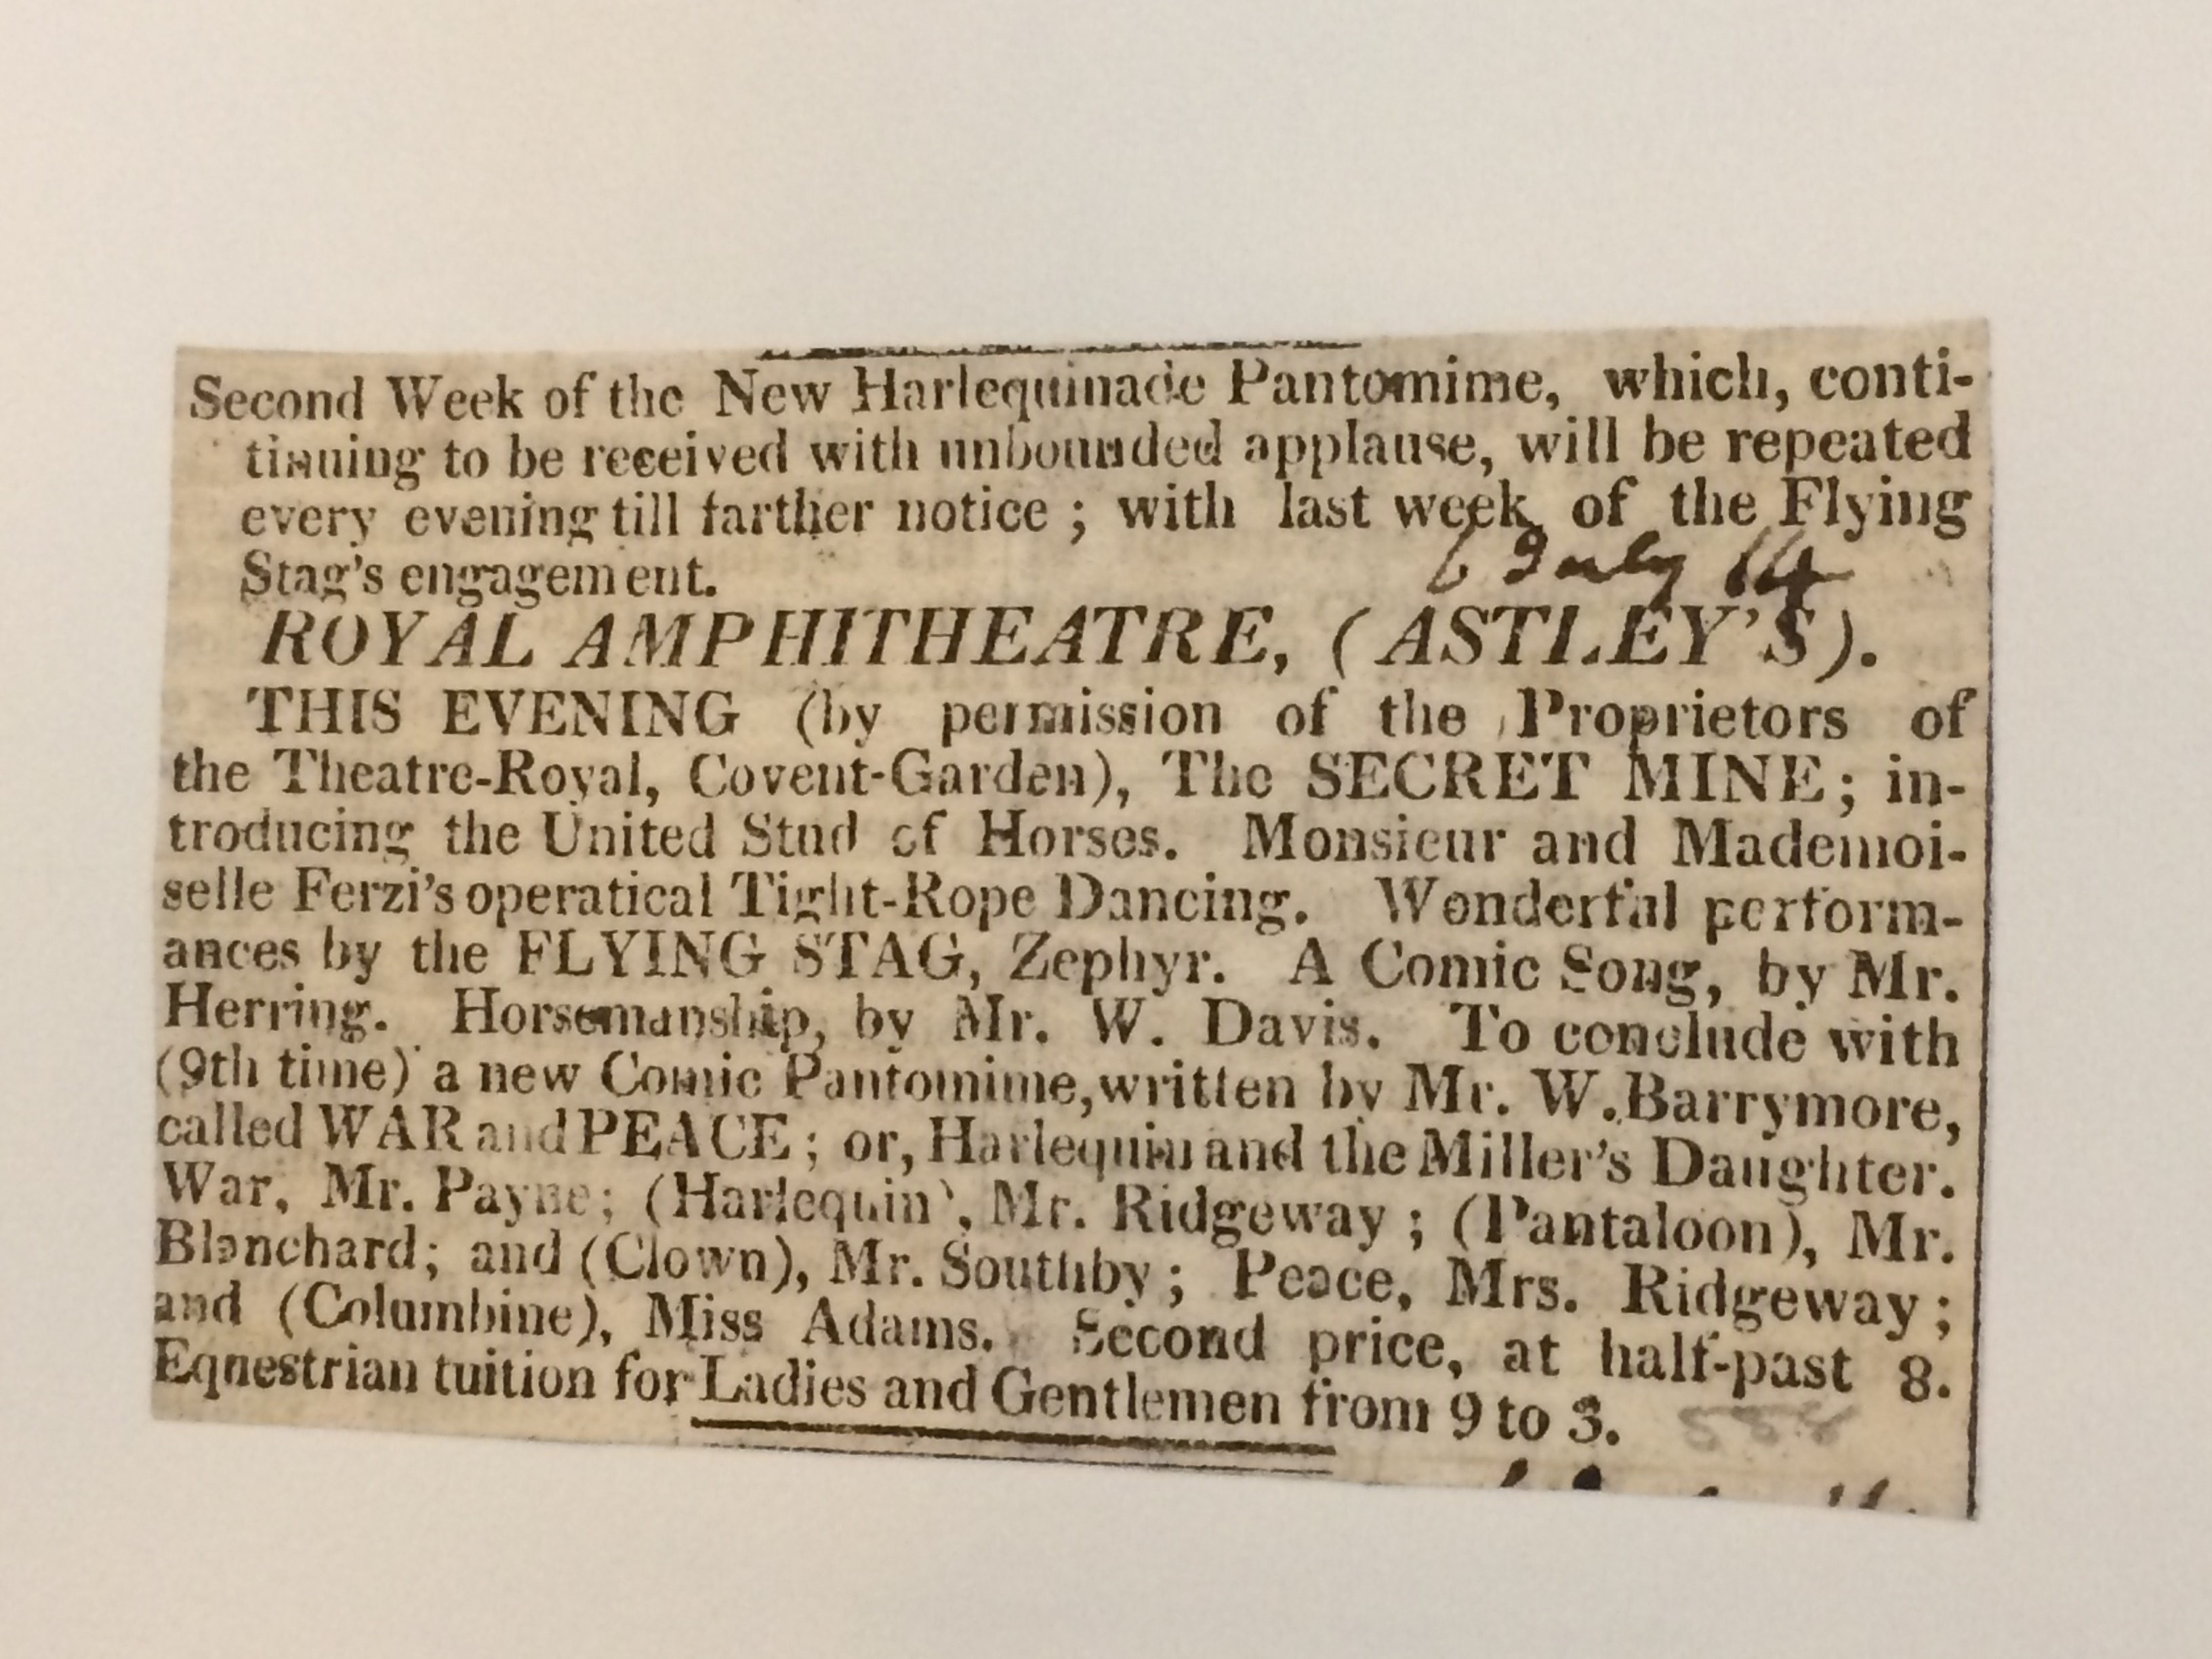 Second Week of the New Harlequinade Pantomime, which, conti-
tinuing to be received with unbounded applause, will be repeated
every evening till farther notice ; with last week of the Flying
Stag's engagement.
6 July 14
ROYAL AMPHITHEATRE, (ASTLEY'S).
THIS EVENING (by permission of the Proprietors of
the Theatre-Royal, Covent-Garden), The SECRET MINE; in-
troducing the United Stud of Horses. Monsieur and Mademoi-
selle Ferzi's operatical Tight-Rope Dancing. Wonderful perform-
ances by the FLYING STAG, Zephyr. A Comic Song, by Mr.
Herring. Horsemanship, by Mr. W. Davis. To conclude with
(9th time) a new Comic Pantomime, written by Mr. W. Barrymore,
called WAR and PEACE ; or, Harlequin and the Miller's Daughter.
War, Mr. Payne; (Harlequin), Mr. Ridgeway ; (Pantaloon), Mr.
Blanchard; and (Clown), Mr. Southby ; Peace, Mrs. Ridgeway ;
and (Columbine), Miss Adams. Second price, at half-past 8.
Equestrian tuition for Ladies and Gentlemen from 9 to 3.